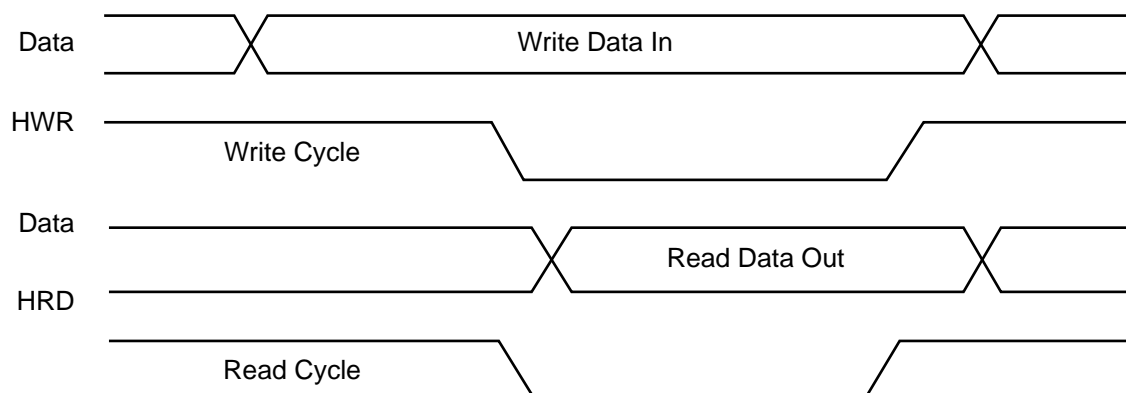 Data
Write Data In
HWR
Write Cycle
Data
Read Data Out
HRD
Read Cycle